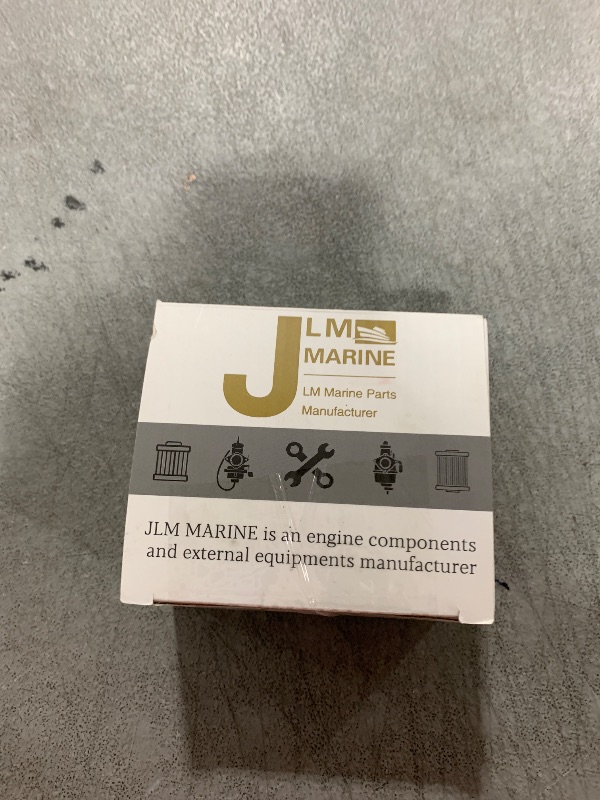 JLM
MARINE
LM Marine Parts
Manufacturer
JLM MARINE is an engine components
and external equipments manufacturer